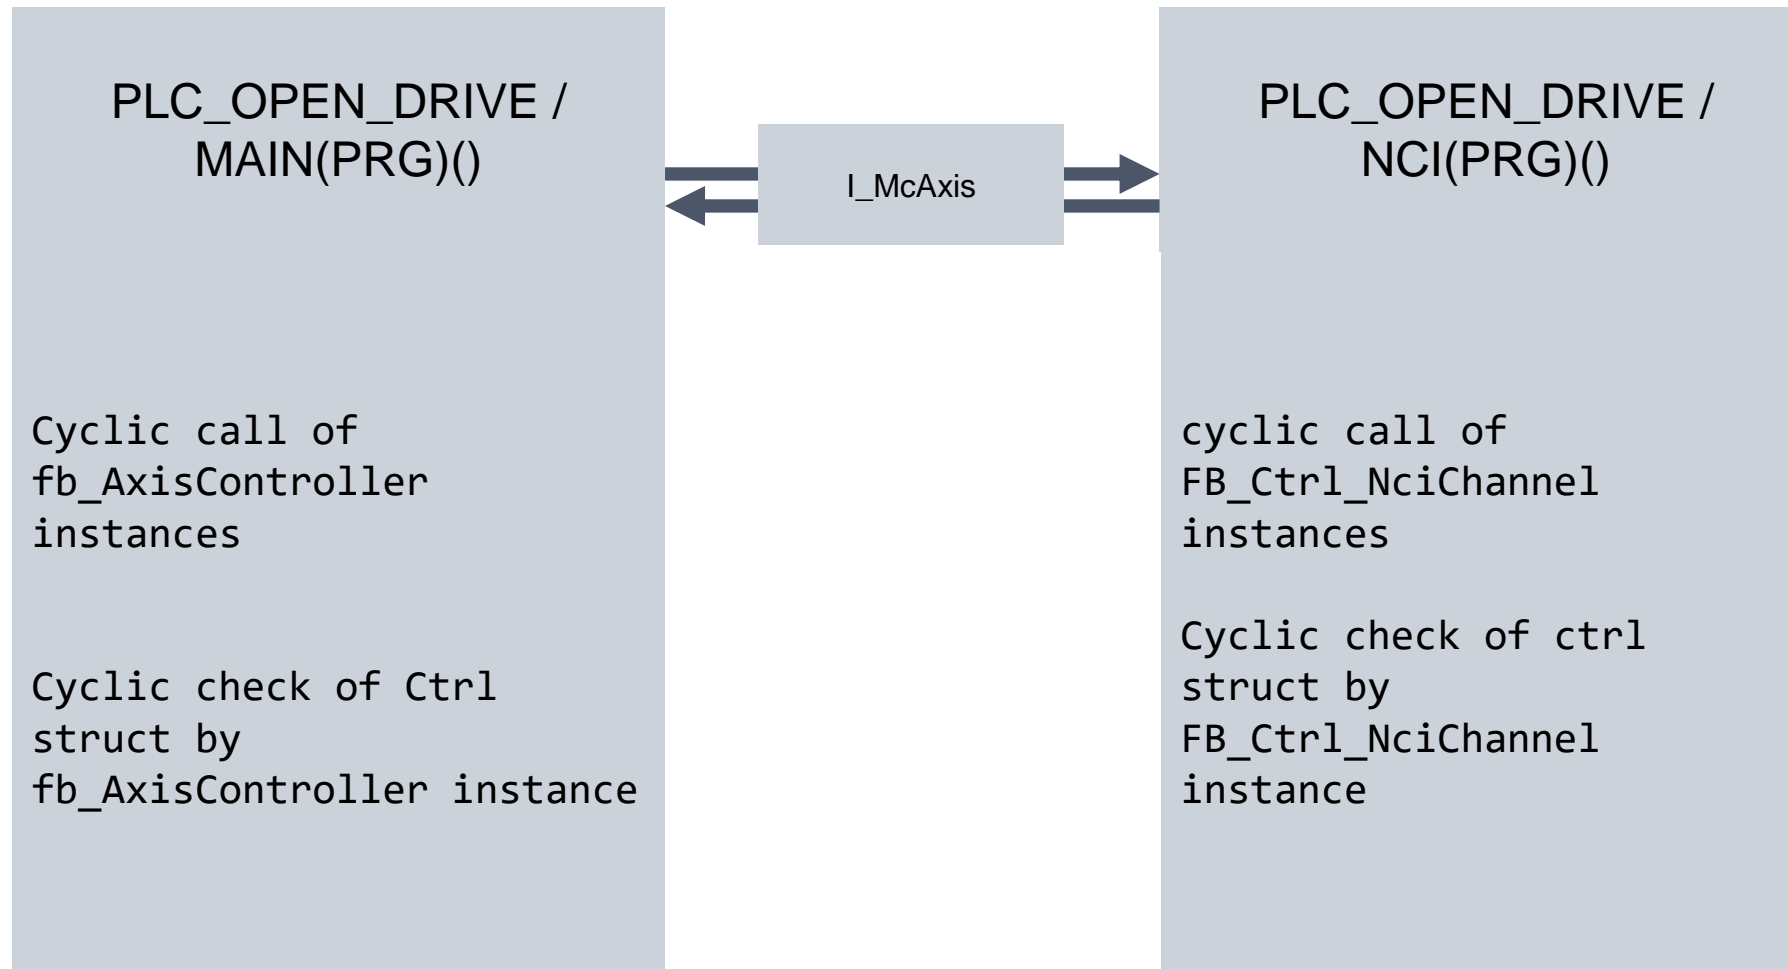 PLC_OPEN_DRIVE /
MAIN(PRG)()
I_McAxis
PLC_OPEN_DRIVE /
NCI(PRG)()
Cyclic call of
fb_AxisController
instances
Cyclic check of Ctrl
struct by
fb_AxisController instance
cyclic call of
FB_Ctrl_NciChannel
instances
Cyclic check of ctrl
struct by
FB_Ctrl_NciChannel
instance